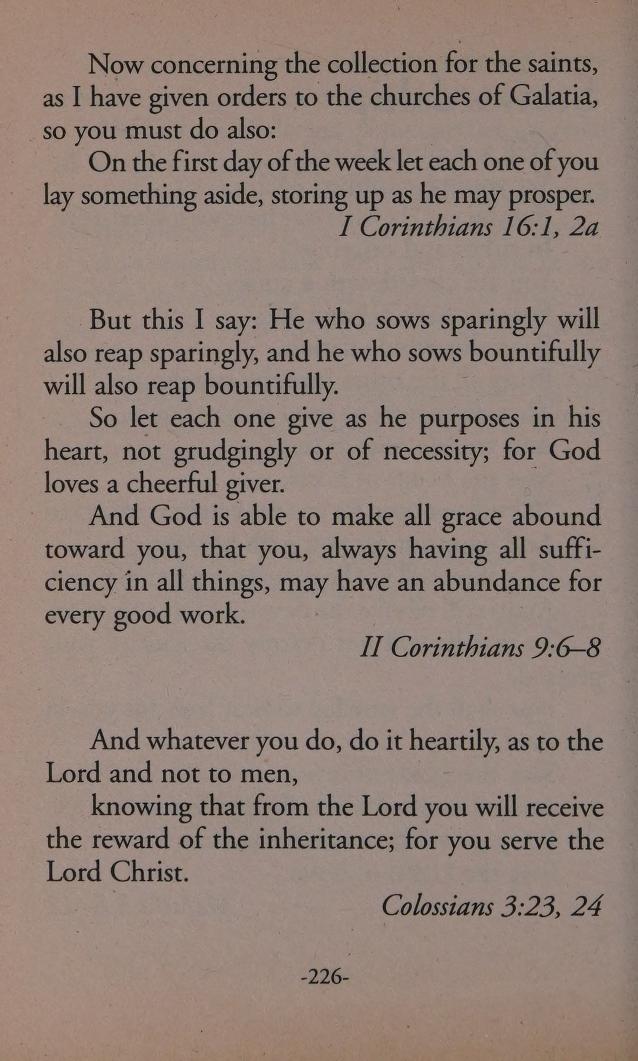 Now concerning the collection for the saints,
as I have given orders to the churches of Galatia,
so you must do also:
On the first day of the week let each one of you
lay something aside, storing up as he may prosper.
I Corinthians 16:1, 2a
But this I say: He who sows sparingly will
also reap sparingly, and he who sows bountifully
will also reap bountifully.
So let each one give as he purposes in his
heart, not grudgingly or of necessity; for God
loves a cheerful giver.
And God is able to make all grace abound
toward you, that you, always having all suffi-
ciency in all things, may have an abundance for
every good work.
II Corinthians 9:6–8
And whatever you do, do it heartily, as to the
Lord and not to men,
knowing that from the Lord you will receive
the reward of the inheritance; for you serve the
Lord Christ.
Colossians 3:23, 24
-226-